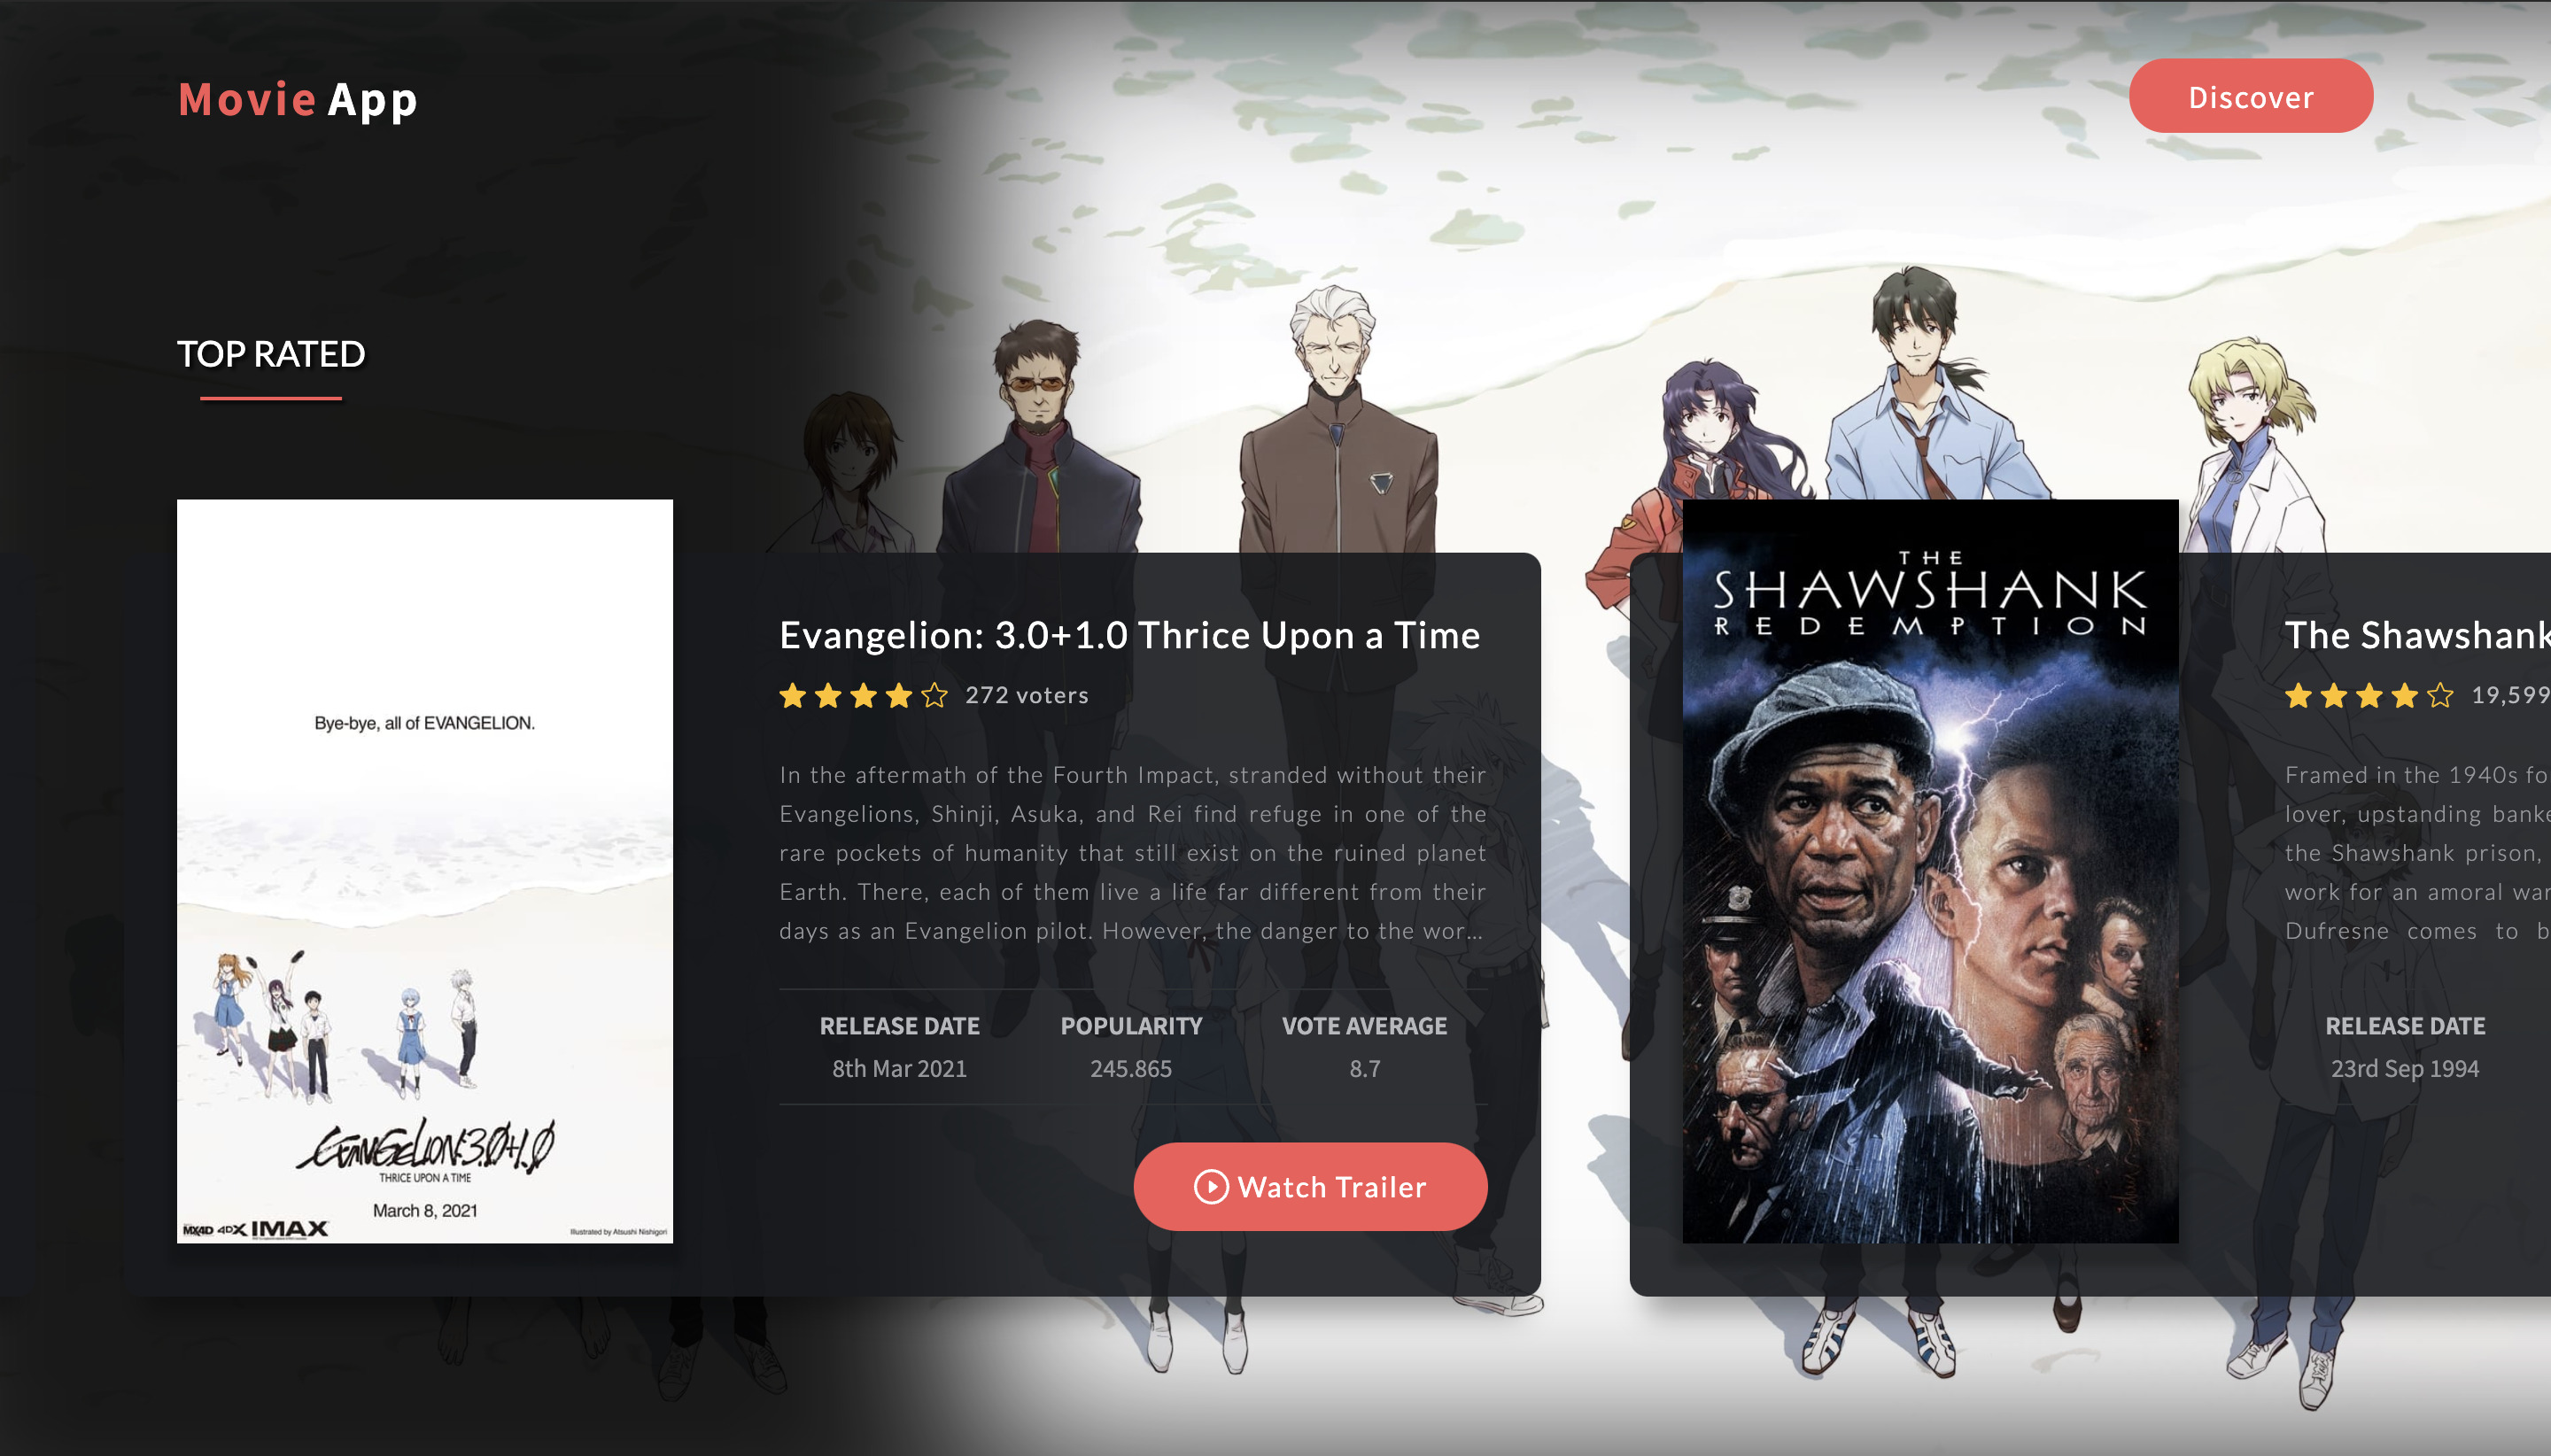 Movie App
Discover
TOP RATED
Bye-bye, all of EVANGELION.
EVANGELION:3.0+1.0
THRICE UPON A TIME
March 8, 2021
MX4D 4DX IMAX
Illustrated by Atsushi Nishigori
Evangelion: 3.0+1.0 Thrice Upon a Time
272 voters
In the aftermath of the Fourth Impact, stranded without their
Evangelions, Shinji, Asuka, and Rei find refuge in one of the
rare pockets of humanity that still exist on the ruined planet
Earth. There, each of them live a life far different from their
days as an Evangelion pilot. However, the danger to the wor...
RELEASE DATE POPULARITY VOTE AVERAGE
8th Mar 2021 245.865 8.7
Watch Trailer
THE
SHAWSHANK
REDEMPTION
The Shawshank
19,599
Framed in the 1940s fo
lover, upstanding banke
the Shawshank prison,
work for an amoral war
Dufresne comes to b
RELEASE DATE
23rd Sep 1994